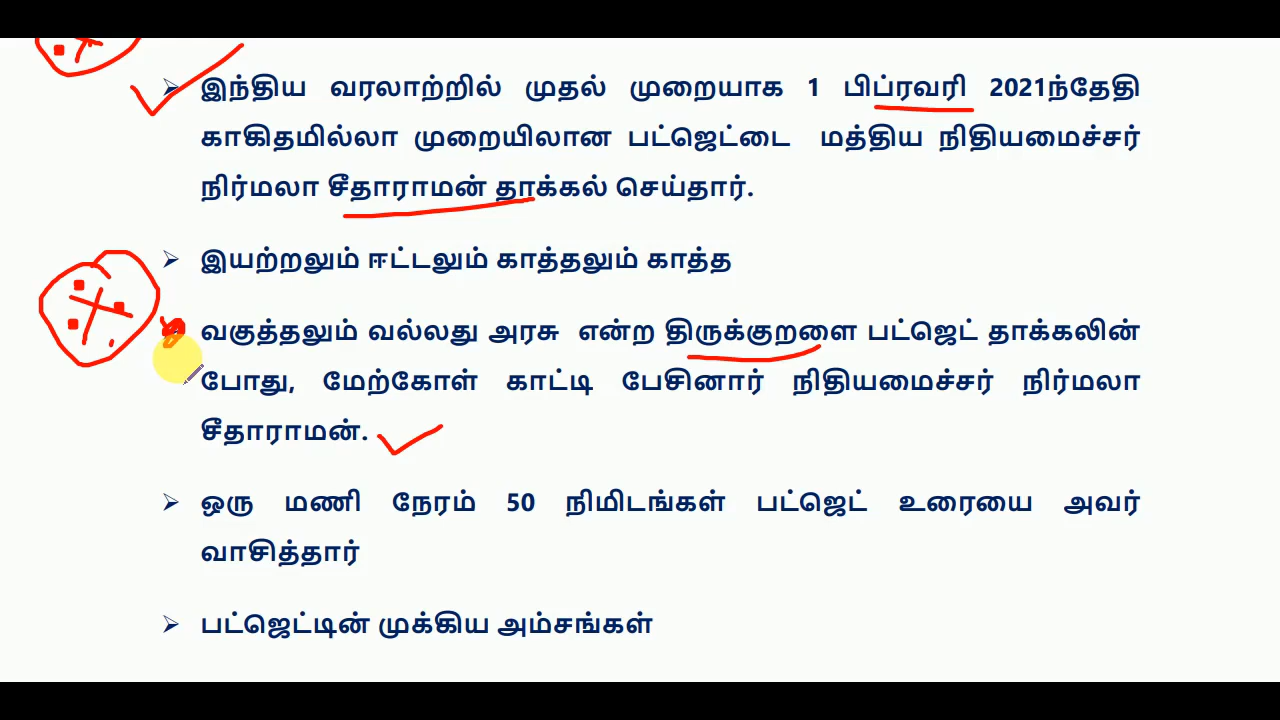 இந்திய வரலாற்றில் முதல் முறையாக 1 பிப்ரவரி 2021ந்தேதி
காகிதமில்லா முறையிலான பட்ஜெட்டை மத்திய நிதியமைச்சர்
நிர்மலா சீதாராமன் தாக்கல் செய்தார்.
இயற்றலும் ஈட்டலும் காத்தலும் காத்த
வகுத்தலும் வல்லது அரசு என்ற திருக்குறளை பட்ஜெட் தாக்கலின்
போது, மேற்கோள் காட்டி பேசினார் நிதியமைச்சர் நிர்மலா
சீதாராமன்.
ஒரு மணி நேரம் 50 நிமிடங்கள் பட்ஜெட் உரையை அவர்
வாசித்தார்
பட்ஜெட்டின் முக்கிய அம்சங்கள்